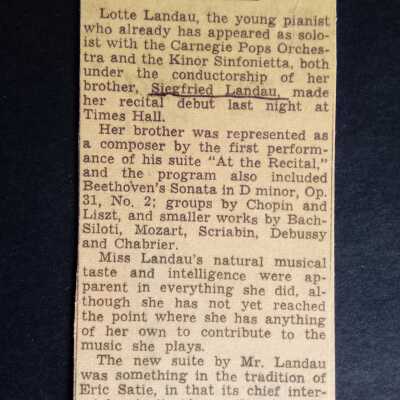 Lotte Landau, the young pianist
who already has appeared as solo-
ist with the Carnegie Pops Orches-
tra and the Kinor Sinfonietta, both
under the conductorship of her
brother, Siegfried Landau, made
her recital debut last night at
Times Hall.
Her brother was represented as
a composer by the first perform-
ance of his suite "At the Recital,"
and the program also included
Beethoven's Sonata in D minor, Op.
31, No. 2; groups by Chopin and
Liszt, and smaller works by Bach-
Siloti, Mozart, Scriabin, Debussy
and Chabrier.
Miss Landau's natural musical
taste and intelligence were ap-
parent in everything she did, al-
though she has not yet reached
the point where she has anything
of her own to contribute to the
music she plays.
The new suite by Mr. Landau
was something in the tradition of
Eric Satie, in that its chief inter-